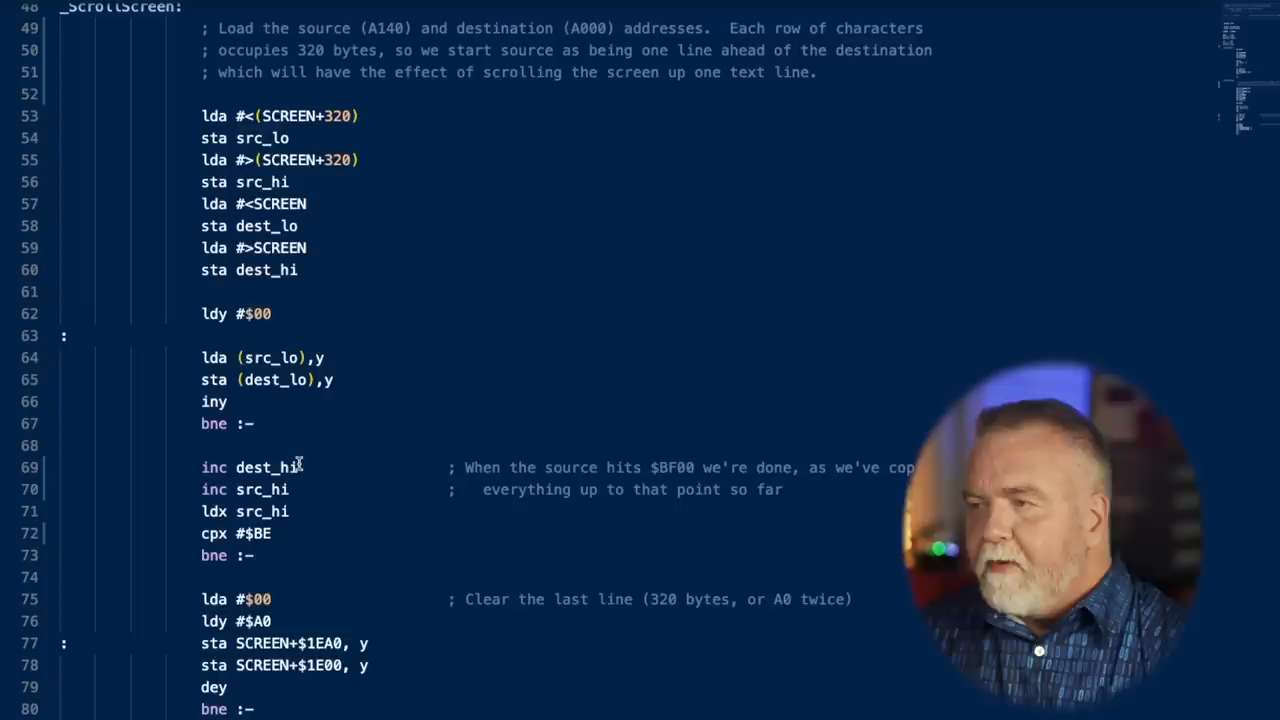 48 _ScrollScreen:
49 ; Load the source (A140) and destination (A000) addresses.  Each row of characters
50 ; occupies 320 bytes, so we start source as being one line ahead of the destination
51 ; which will have the effect of scrolling the screen up one text line.
52
53 lda #<(SCREEN+320)
54 sta src_lo
55 lda #>(SCREEN+320)
56 sta src_hi
57 lda #<SCREEN
58 sta dest_lo
59 lda #>SCREEN
60 sta dest_hi
61
62 ldy #$00
63 :
64 lda (src_lo),y
65 sta (dest_lo),y
66 iny
67 bne :-
68
69 inc dest_hi ; When the source hits $BF00 we're done, as we've cop
70 inc src_hi ;   everything up to that point so far
71 ldx src_hi
72 cpx #$BE
73 bne :-
74
75 lda #$00 ; Clear the last line (320 bytes, or A0 twice)
76 ldy #$A0
77 : sta SCREEN+$1EA0, y
78 sta SCREEN+$1E00, y
79 dey
80 bne :-